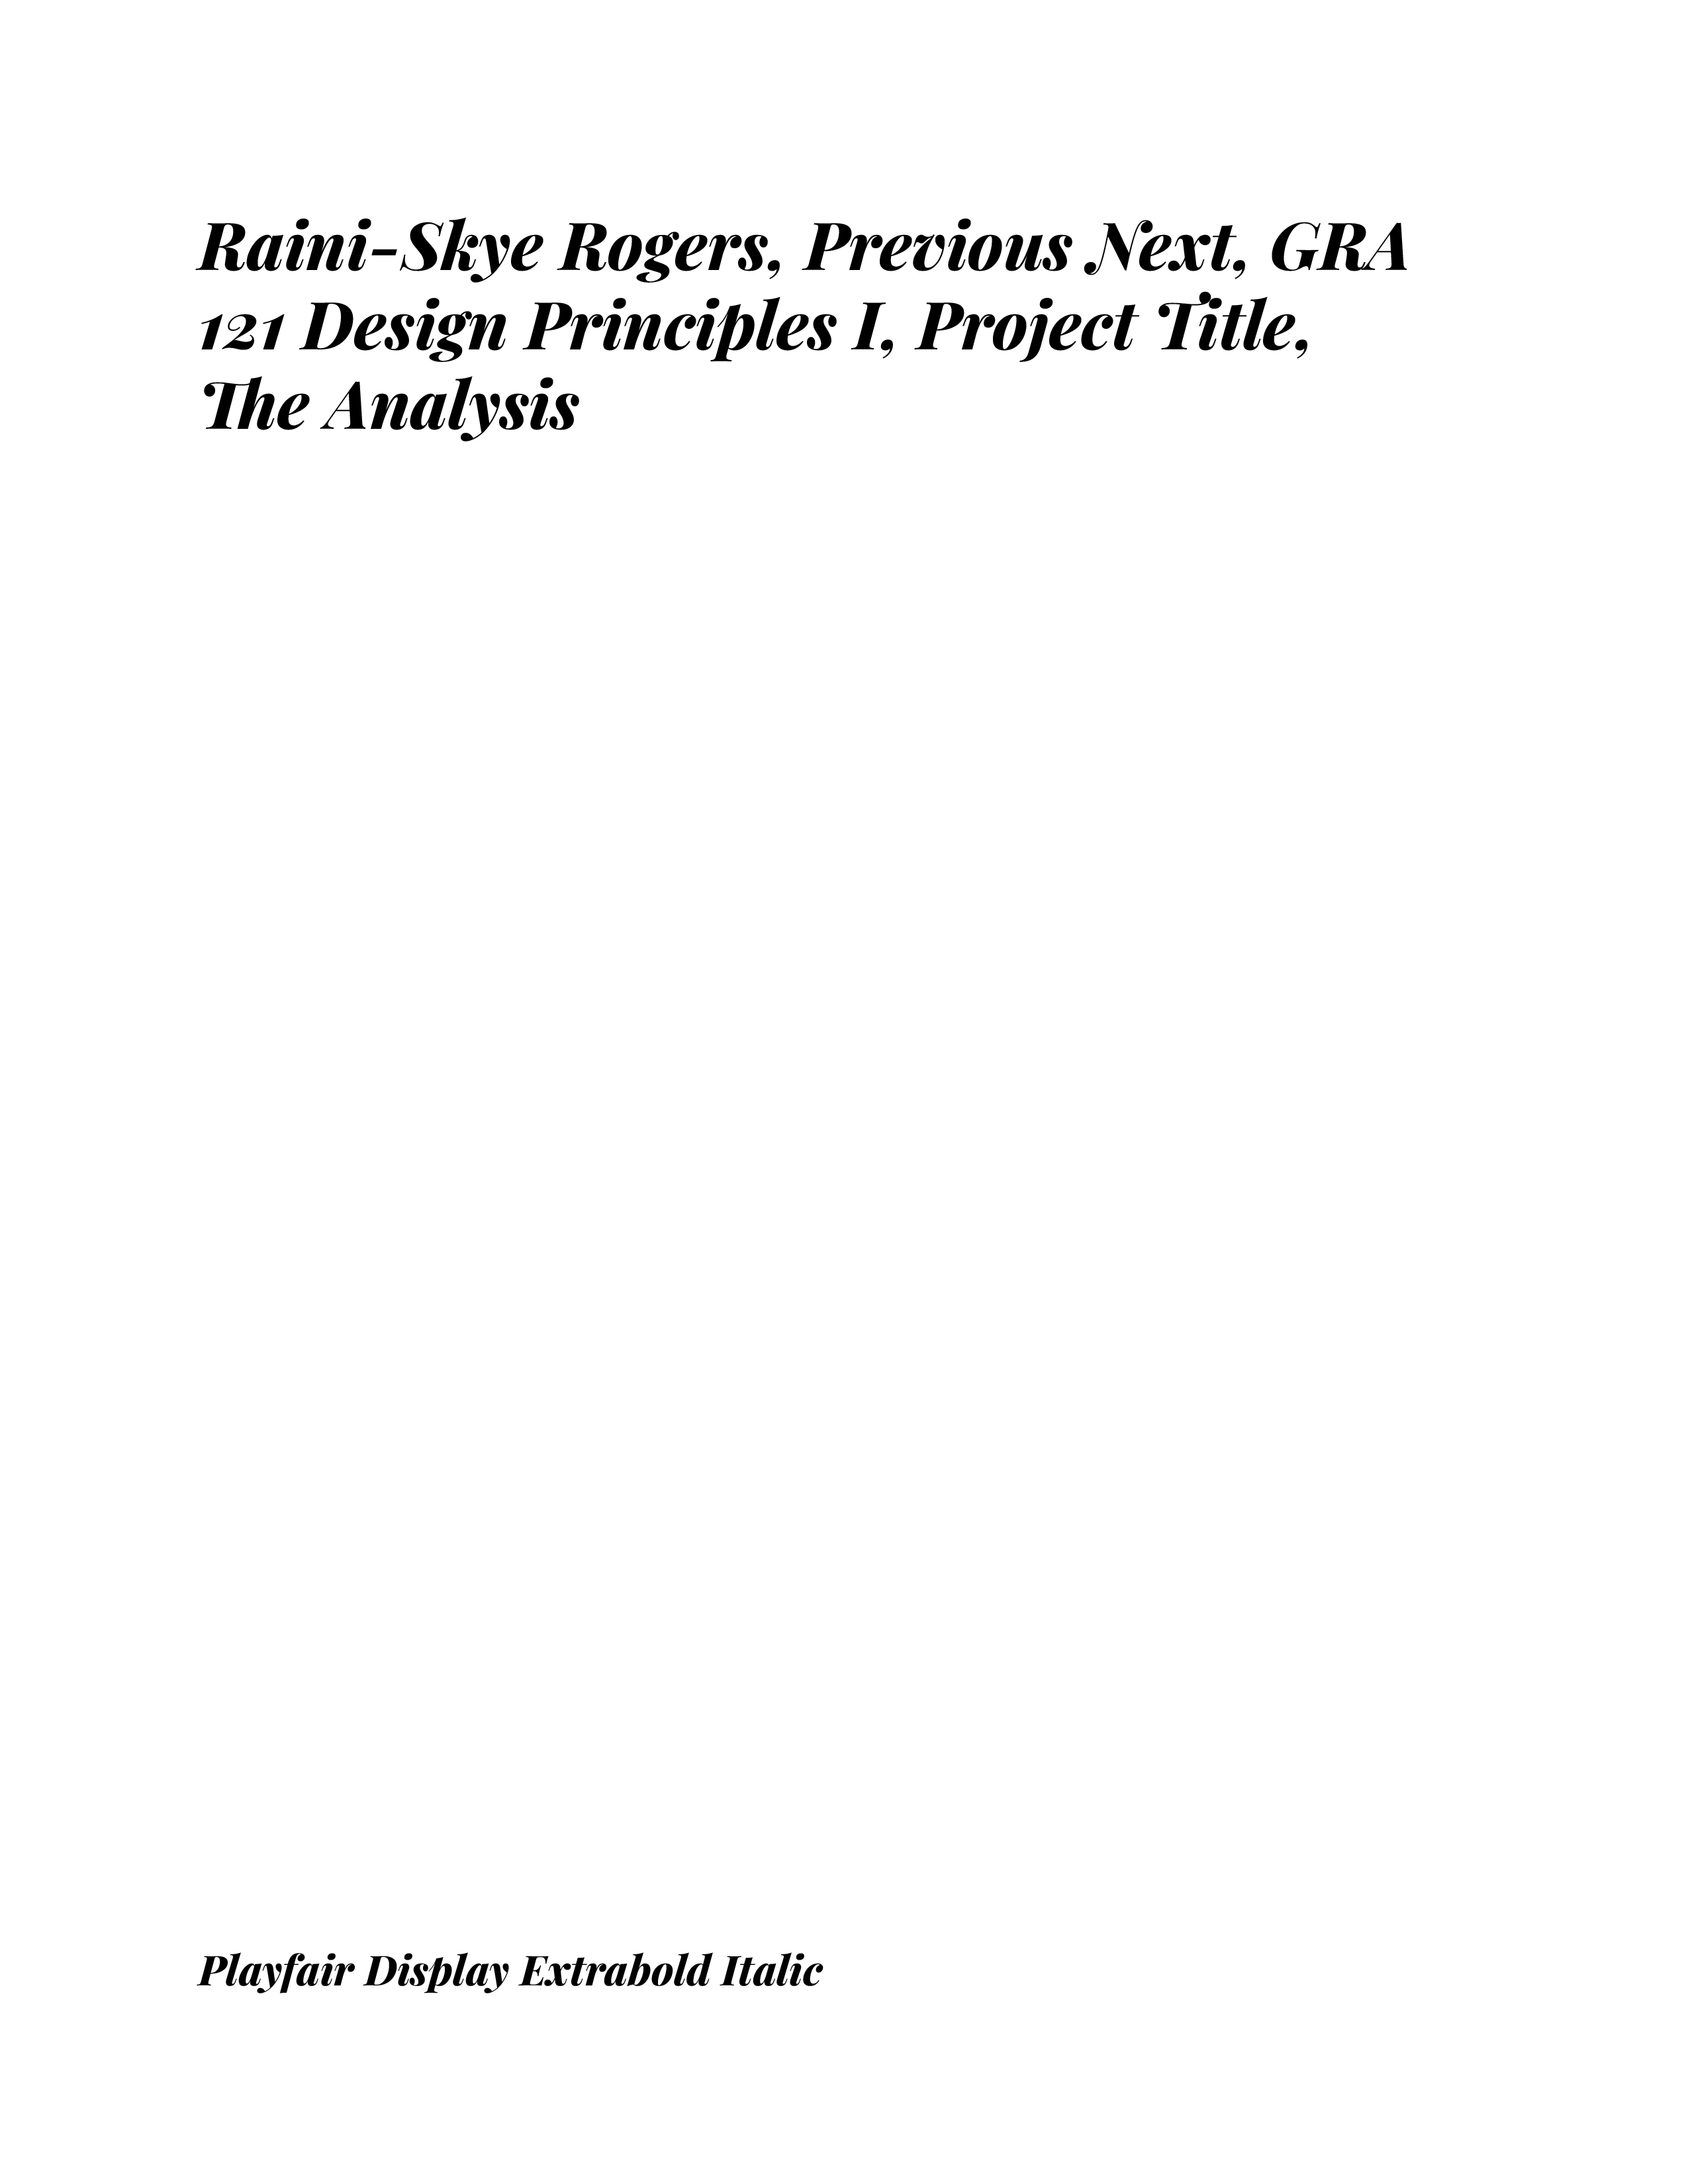 Raini-Skye Rogers, Previous Next, GRA
121 Design Principles I, Project Title,
The Analysis
Playfair Display Extrabold Italic